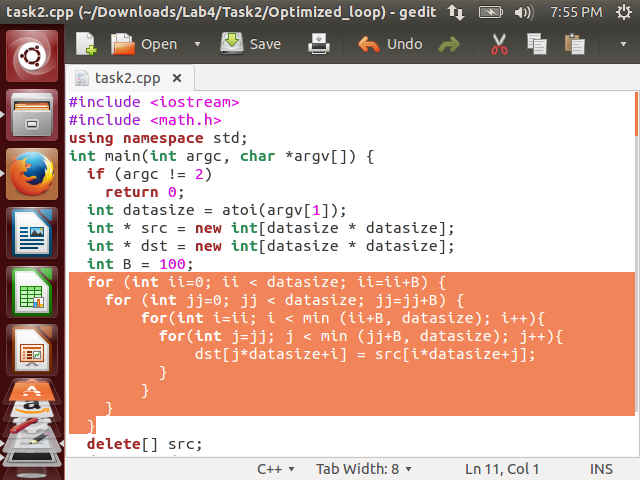 task2.cpp (~/Downloads/Lab4/Task2/Optimized_loop) - gedit 7:55 PM
Open Save Undo
task2.cpp ×
#include <iostream>
#include <math.h>
using namespace std;
int main(int argc, char *argv[]) {
  if (argc != 2)
    return 0;
  int datasize = atoi(argv[1]);
  int * src = new int[datasize * datasize];
  int * dst = new int[datasize * datasize];
  int B = 100;
  for (int ii=0; ii < datasize; ii=ii+B) {
    for (int jj=0; jj < datasize; jj=jj+B) {
        for(int i=ii; i < min (ii+B, datasize); i++){
          for(int j=jj; j < min (jj+B, datasize); j++){
              dst[j*datasize+i] = src[i*datasize+j];
          }
        }
    }
  }
  delete[] src;
C++ Tab Width: 8 Ln 11, Col 1 INS